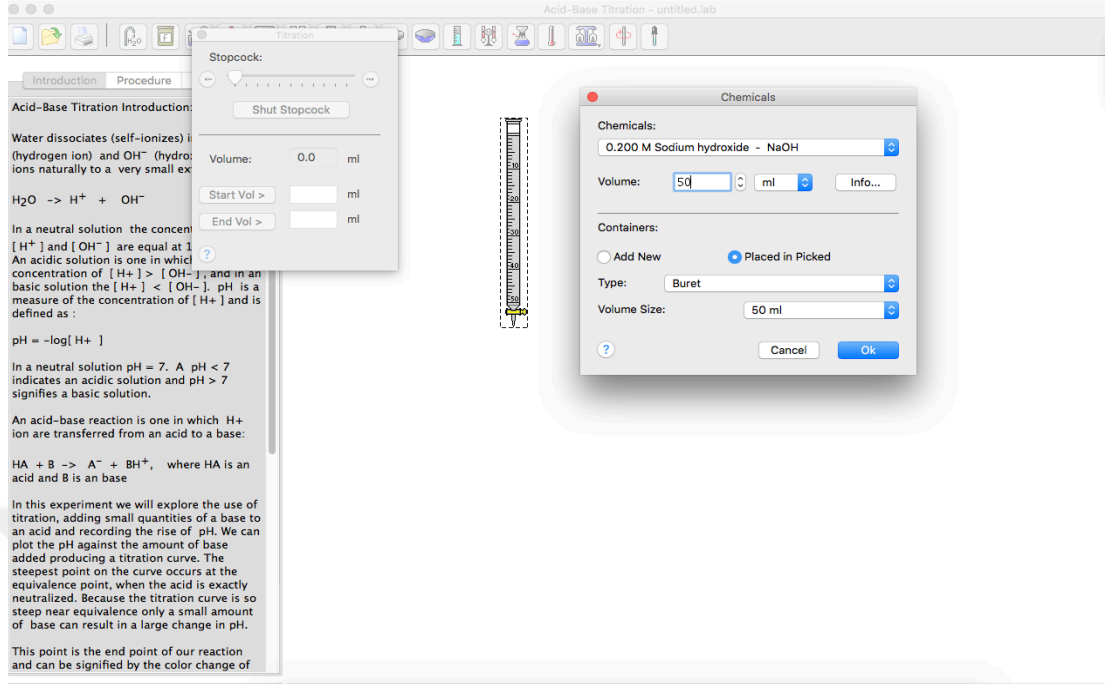 Acid-Base Titration - untitled.lab
H₂O
F
Introduction
Procedure
Acid-Base Titration Introduction:
Water dissociates (self-ionizes) i
(hydrogen ion) and OH⁻ (hydro
ions naturally to a very small ex
H₂O -> H⁺ + OH⁻
In a neutral solution the concent
[ H⁺ ] and [ OH⁻ ] are equal at 1
An acidic solution is one in which
concentration of [ H+ ] > [ OH- ], and in an
basic solution the [ H+ ] < [ OH- ]. pH is a
measure of the concentration of [ H+ ] and is
defined as :
pH = -log[ H+ ]
In a neutral solution pH = 7. A pH < 7
indicates an acidic solution and pH > 7
signifies a basic solution.
An acid-base reaction is one in which H+
ion are transferred from an acid to a base:
HA + B -> A⁻ + BH⁺, where HA is an
acid and B is an base
In this experiment we will explore the use of
titration, adding small quantities of a base to
an acid and recording the rise of pH. We can
plot the pH against the amount of base
added producing a titration curve. The
steepest point on the curve occurs at the
equivalence point, when the acid is exactly
neutralized. Because the titration curve is so
steep near equivalence only a small amount
of base can result in a large change in pH.
This point is the end point of our reaction
and can be signified by the color change of
Titration
Stopcock:
Shut Stopcock
Volume: 0.0 ml
Start Vol > ml
End Vol > ml
?
10
20
30
40
50
Chemicals
Chemicals:
0.200 M Sodium hydroxide - NaOH
Volume: 50 ml Info...
Containers:
Add New Placed in Picked
Type: Buret
Volume Size: 50 ml
? Cancel Ok